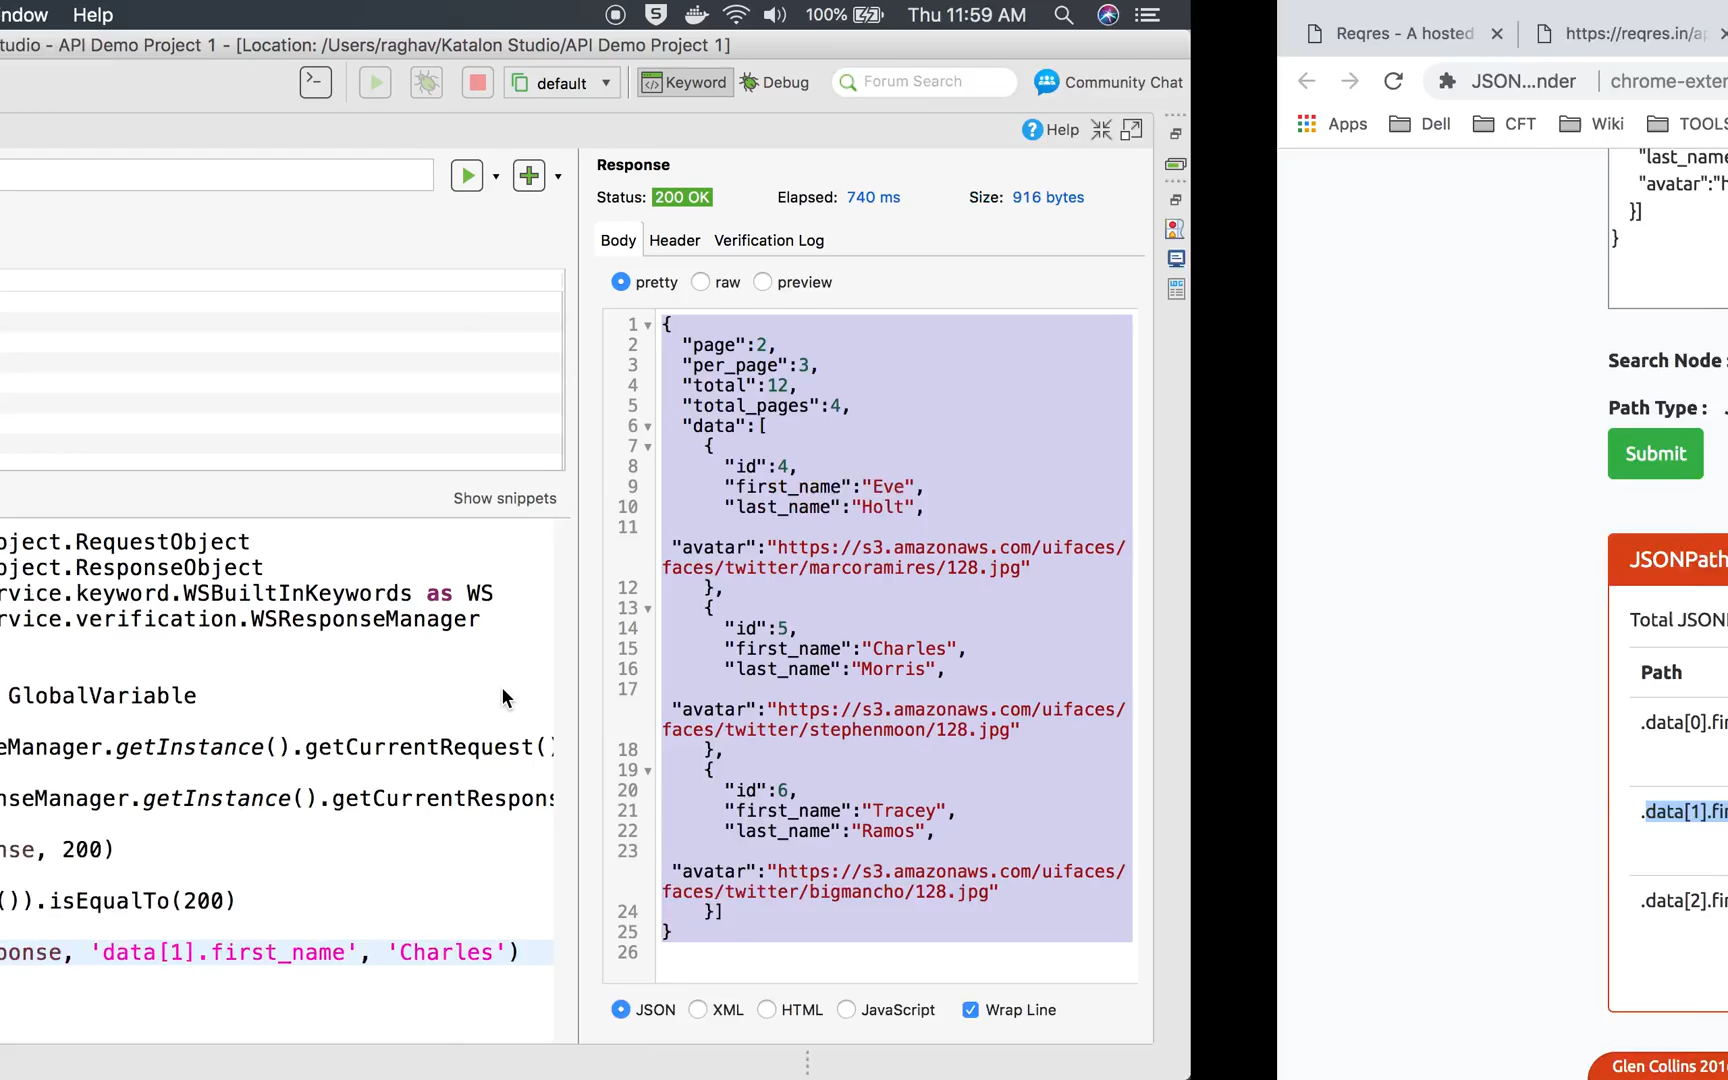 ndow Help
100% Thu 11:59 AM
tudio - API Demo Project 1 - [Location: /Users/raghav/Katalon Studio/API Demo Project 1]
default Keyword Debug Forum Search Community Chat
Help
Response
Status: 200 OK Elapsed: 740 ms Size: 916 bytes
Body Header Verification Log
pretty raw preview
1 {
2 "page":2,
3 "per_page":3,
4 "total":12,
5 "total_pages":4,
6 "data":[
7 {
8 "id":4,
9 "first_name":"Eve",
10 "last_name":"Holt",
11
"avatar":"https://s3.amazonaws.com/uifaces/
faces/twitter/marcoramires/128.jpg"
12 },
13 {
14 "id":5,
15 "first_name":"Charles",
16 "last_name":"Morris",
17
"avatar":"https://s3.amazonaws.com/uifaces/
faces/twitter/stephenmoon/128.jpg"
18 },
19 {
20 "id":6,
21 "first_name":"Tracey",
22 "last_name":"Ramos",
23
"avatar":"https://s3.amazonaws.com/uifaces/
faces/twitter/bigmancho/128.jpg"
24 }]
25 }
26
JSON XML HTML JavaScript Wrap Line
Show snippets
oject.RequestObject
oject.ResponseObject
rvice.keyword.WSBuiltInKeywords as WS
rvice.verification.WSResponseManager
GlobalVariable
eManager.getInstance().getCurrentRequest()
nseManager.getInstance().getCurrentRespons
nse, 200)
()).isEqualTo(200)
ponse, 'data[1].first_name', 'Charles')
Reqres - A hosted https://reqres.in/ap
JSON...nder chrome-exter
Apps Dell CFT Wiki TOOLS
"last_name
"avatar":"h
}]
}
Search Node :
Path Type :
Submit
JSONPath
Total JSON
Path
.data[0].fir
.data[1].fir
.data[2].fir
Glen Collins 201